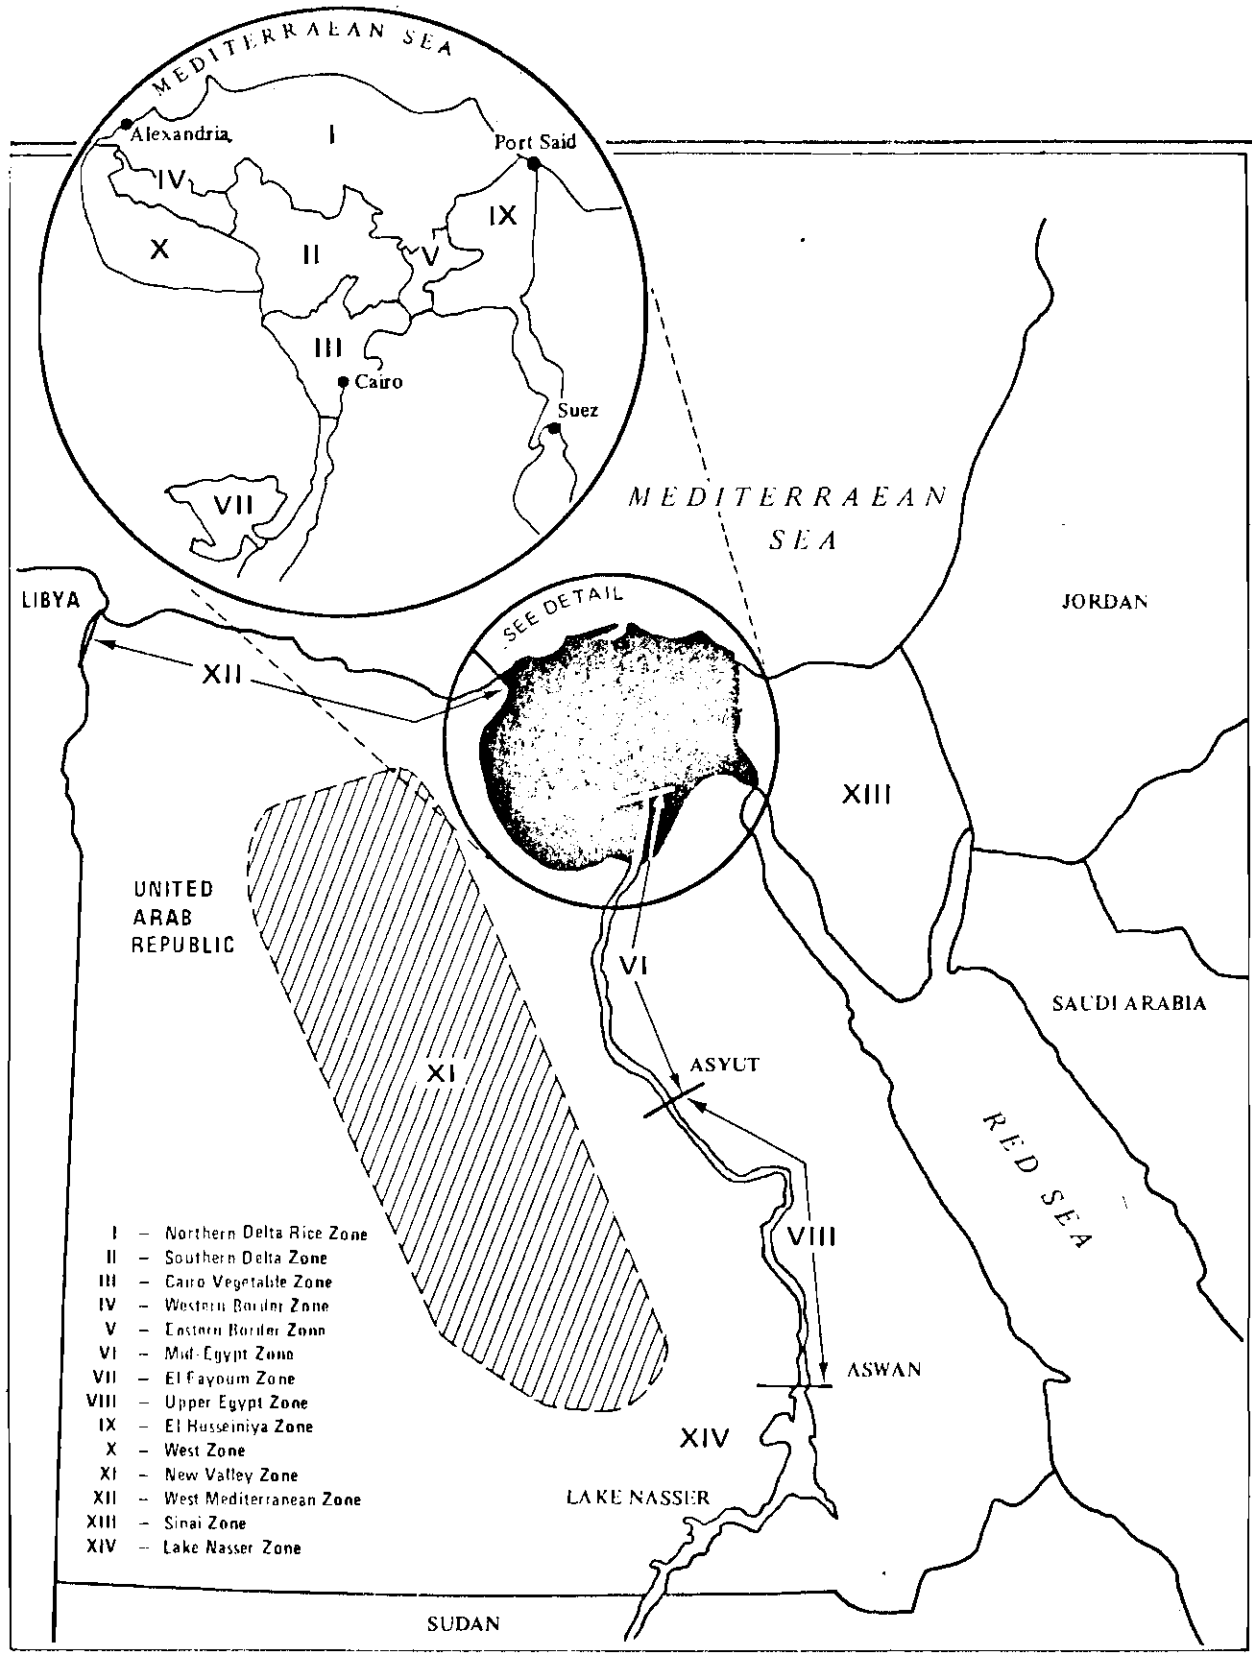 MEDITERRAEAN SEA
Alexandria
I
Port Said
IV
IX
X
II
V
III
Cairo
Suez
VII
MEDITERRAEAN
SEA
LIBYA
SEE DETAIL
JORDAN
XII
XIII
UNITED
ARAB
REPUBLIC
VI
SAUDI ARABIA
XI
ASYUT
RED SEA
VIII
ASWAN
XIV
LAKE NASSER
I – Northern Delta Rice Zone
II – Southern Delta Zone
III – Cairo Vegetable Zone
IV – Western Border Zone
V – Eastern Border Zone
VI – Mid-Egypt Zone
VII – El Fayoum Zone
VIII – Upper Egypt Zone
IX – El Husseiniya Zone
X – West Zone
XI – New Valley Zone
XII – West Mediterranean Zone
XIII – Sinai Zone
XIV – Lake Nasser Zone
SUDAN